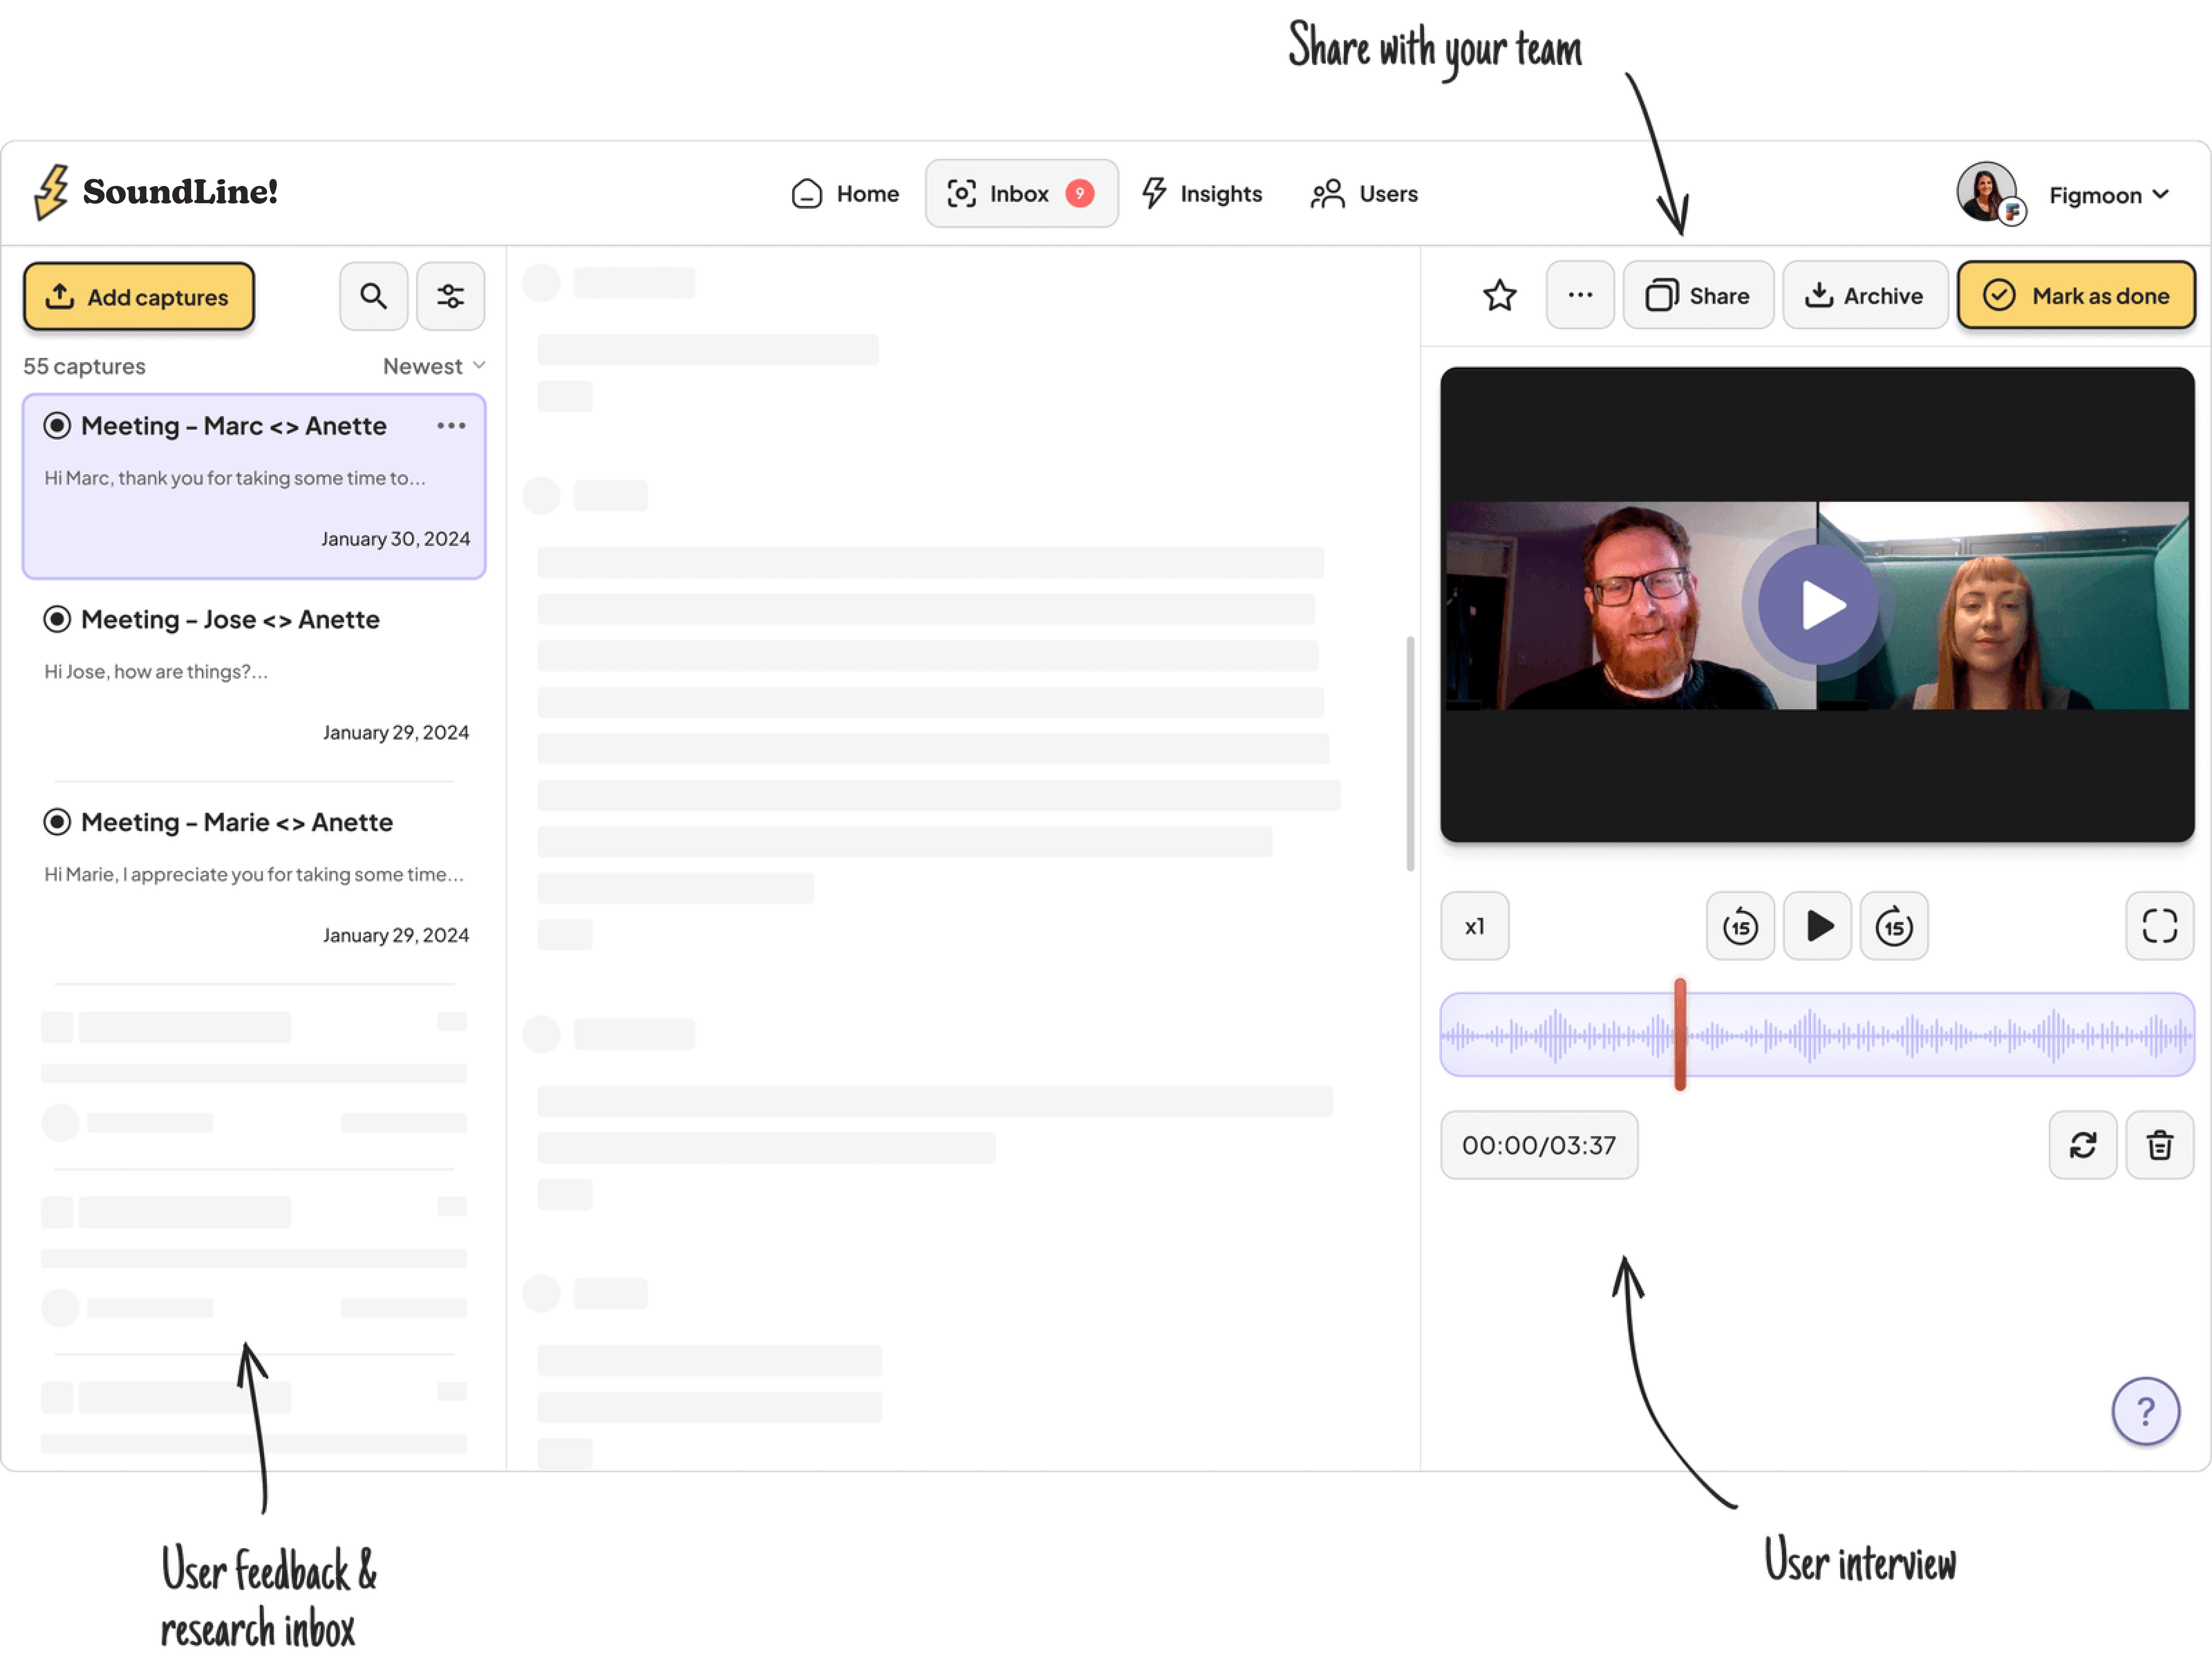 Share with your team
SoundLine!
Home
Inbox 9
Insights
Users
Figmoon
Add captures
55 captures
Newest
Meeting – Marc <> Anette
Hi Marc, thank you for taking some time to...
January 30, 2024
Meeting – Jose <> Anette
Hi Jose, how are things?...
January 29, 2024
Meeting – Marie <> Anette
Hi Marie, I appreciate you for taking some time...
January 29, 2024
Share
Archive
Mark as done
x1
15
15
00:00/03:37
?
User feedback &
research inbox
User interview